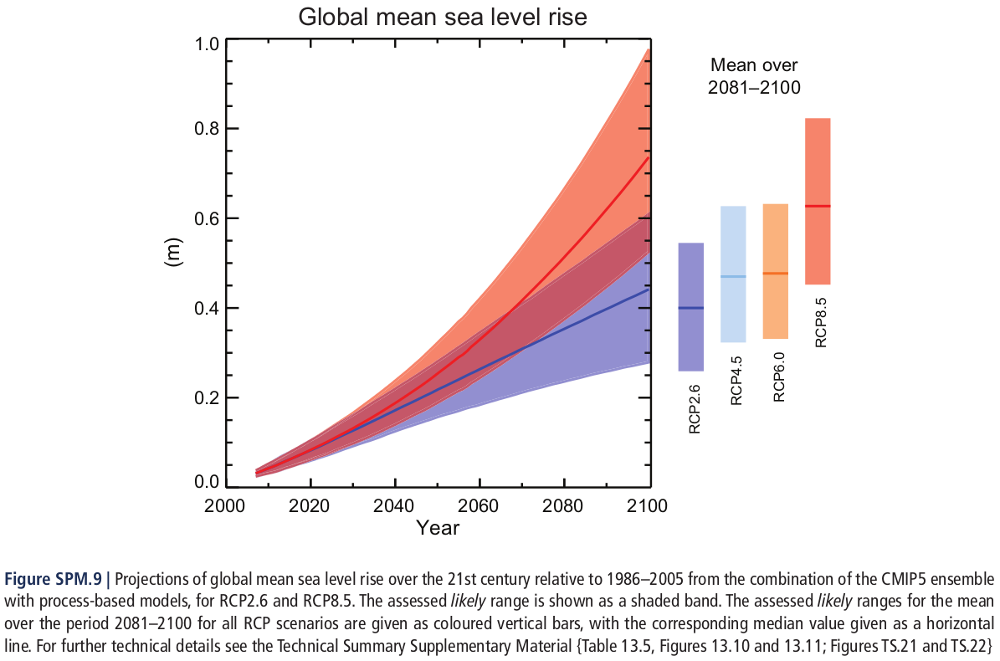 Global mean sea level rise
1.0
0.8
0.6
0.4
0.2
0.0
(m)
2000 2020 2040 2060 2080 2100
Year
Mean over
2081–2100
RCP2.6
RCP4.5
RCP6.0
RCP8.5
Figure SPM.9 | Projections of global mean sea level rise over the 21st century relative to 1986–2005 from the combination of the CMIP5 ensemble
with process-based models, for RCP2.6 and RCP8.5. The assessed likely range is shown as a shaded band. The assessed likely ranges for the mean
over the period 2081–2100 for all RCP scenarios are given as coloured vertical bars, with the corresponding median value given as a horizontal
line. For further technical details see the Technical Summary Supplementary Material {Table 13.5, Figures 13.10 and 13.11; Figures TS.21 and TS.22}